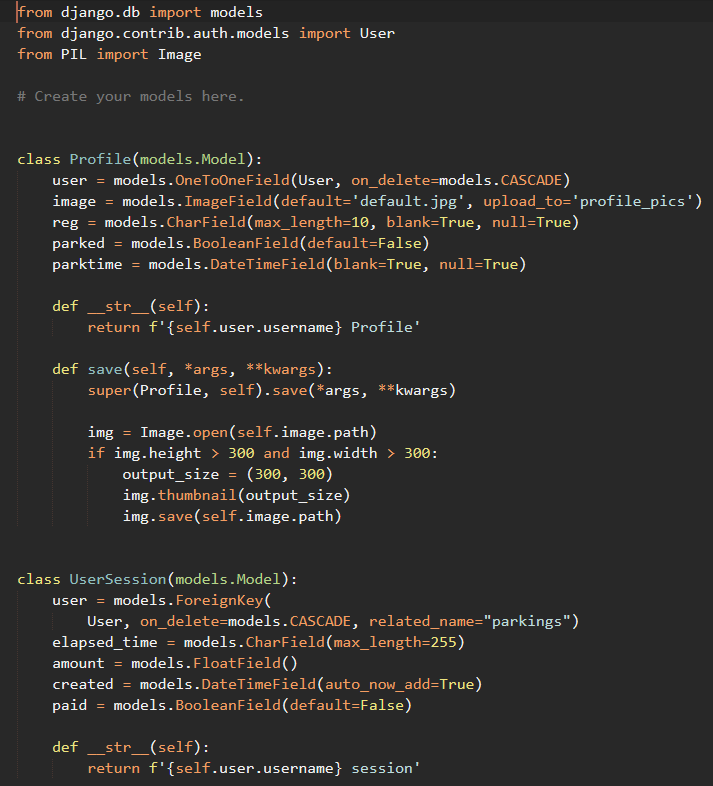 from django.db import models
from django.contrib.auth.models import User
from PIL import Image

# Create your models here.


class Profile(models.Model):
    user = models.OneToOneField(User, on_delete=models.CASCADE)
    image = models.ImageField(default='default.jpg', upload_to='profile_pics')
    reg = models.CharField(max_length=10, blank=True, null=True)
    parked = models.BooleanField(default=False)
    parktime = models.DateTimeField(blank=True, null=True)

    def __str__(self):
        return f'{self.user.username} Profile'

    def save(self, *args, **kwargs):
        super(Profile, self).save(*args, **kwargs)

        img = Image.open(self.image.path)
        if img.height > 300 and img.width > 300:
            output_size = (300, 300)
            img.thumbnail(output_size)
            img.save(self.image.path)


class UserSession(models.Model):
    user = models.ForeignKey(
        User, on_delete=models.CASCADE, related_name="parkings")
    elapsed_time = models.CharField(max_length=255)
    amount = models.FloatField()
    created = models.DateTimeField(auto_now_add=True)
    paid = models.BooleanField(default=False)

    def __str__(self):
        return f'{self.user.username} session'